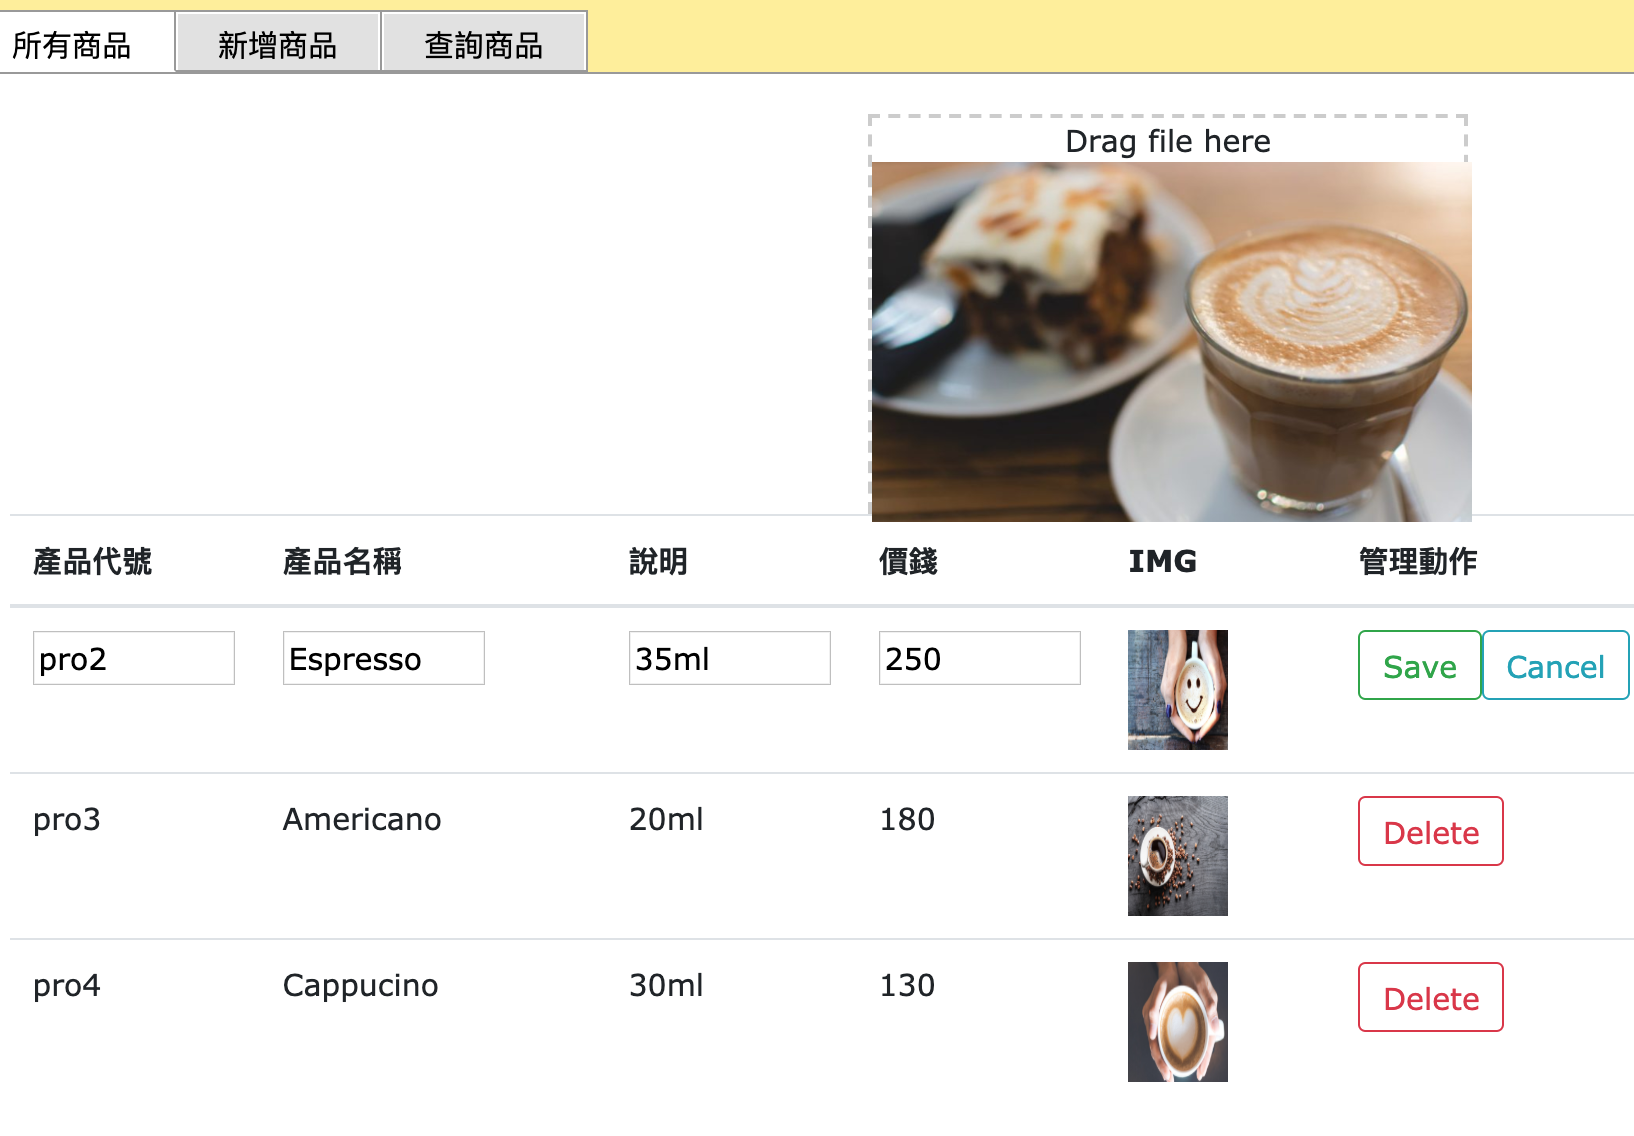 所有商品 新增商品 查詢商品
Drag file here
產品代號 產品名稱 說明 價錢 IMG 管理動作
pro2 Espresso 35ml 250 Save Cancel
pro3 Americano 20ml 180 Delete
pro4 Cappucino 30ml 130 Delete